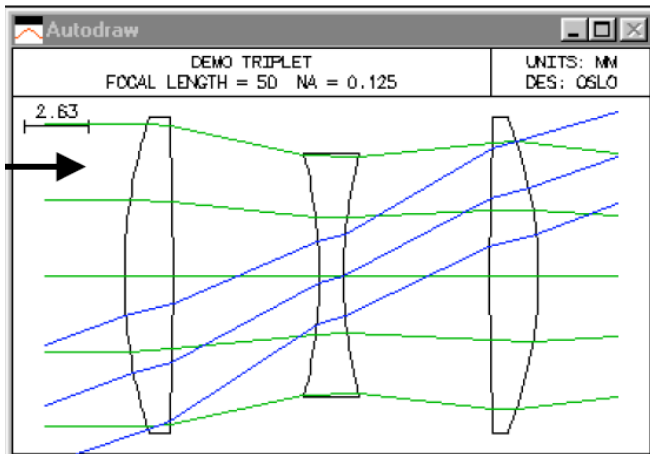 Autodraw
DEMO TRIPLET
FOCAL LENGTH = 50 NA = 0.125
UNITS: MM
DES: OSLO
2.63